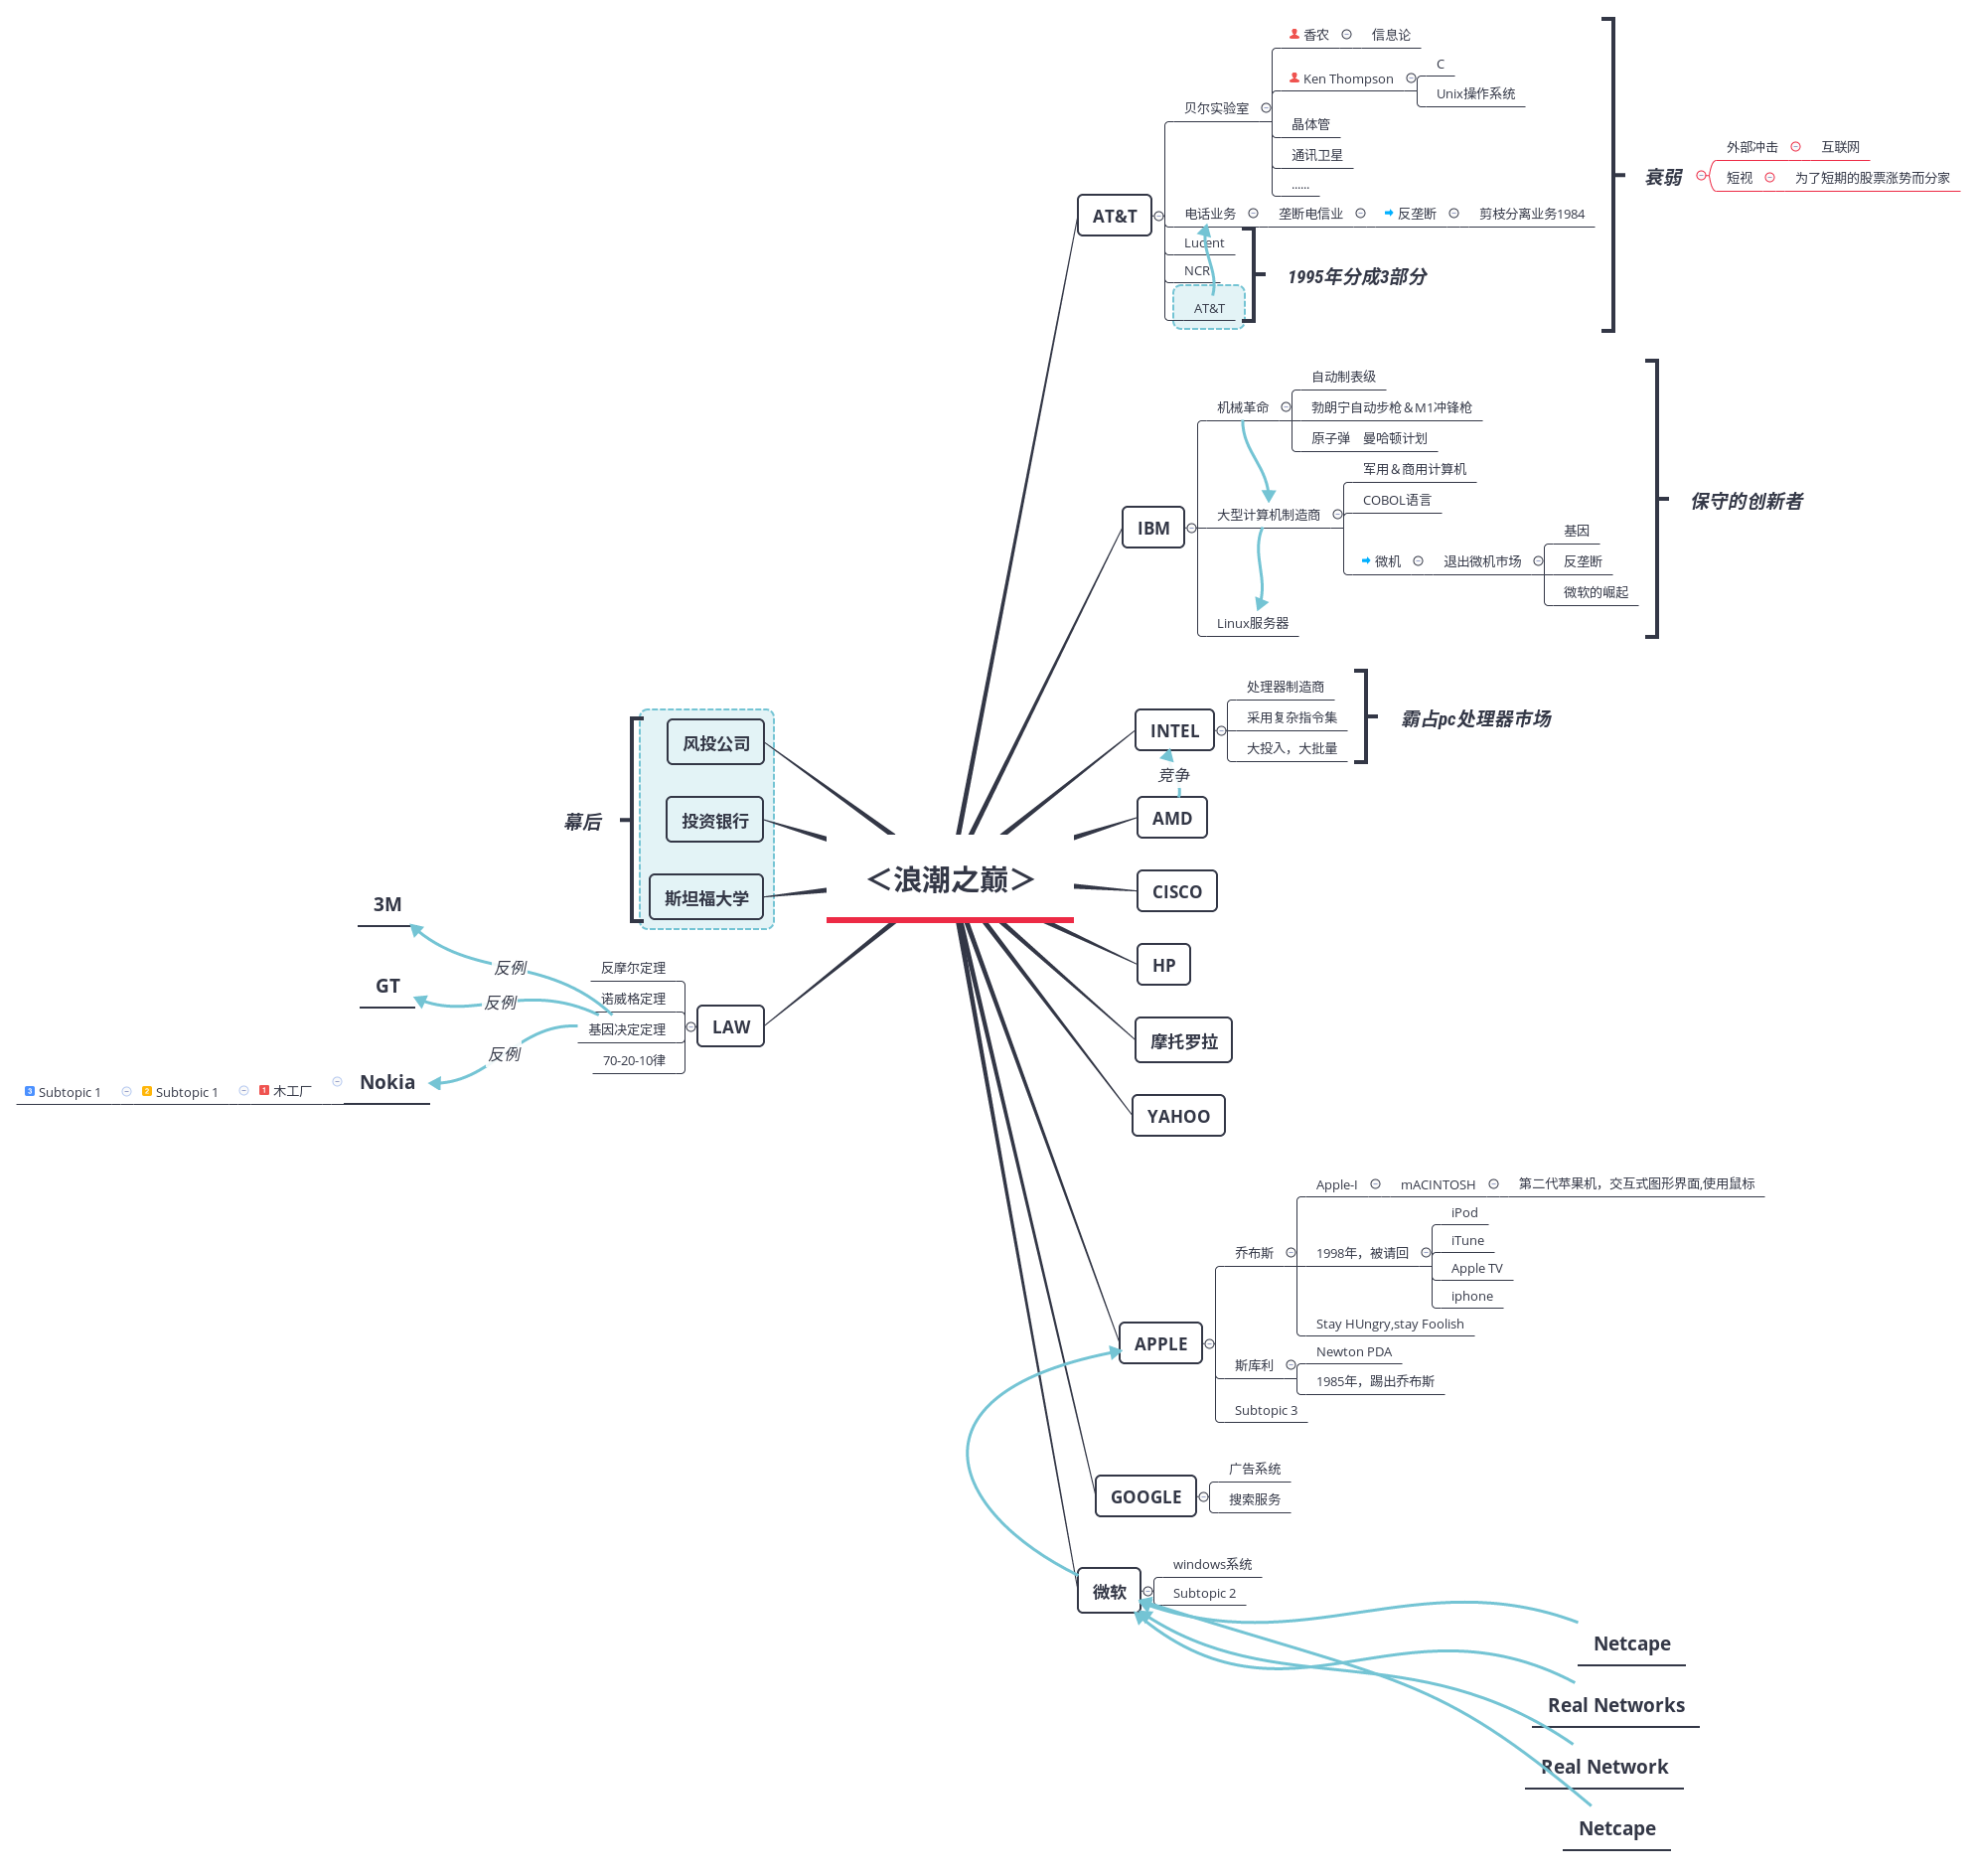 <浪潮之巅>
AT&T
贝尔实验室
香农
信息论
Ken Thompson
C
Unix操作系统
晶体管
通讯卫星
......
电话业务
垄断电信业
反垄断
剪枝分离业务1984
Lucent
NCR
AT&T
1995年分成3部分
衰弱
外部冲击
互联网
短视
为了短期的股票涨势而分家
IBM
机械革命
自动制表级
勃朗宁自动步枪&M1冲锋枪
原子弹 曼哈顿计划
大型计算机制造商
军用&商用计算机
COBOL语言
微机
退出微机市场
基因
反垄断
微软的崛起
Linux服务器
保守的创新者
INTEL
处理器制造商
采用复杂指令集
大投入，大批量
霸占pc处理器市场
竞争
AMD
CISCO
HP
摩托罗拉
YAHOO
APPLE
乔布斯
Apple-I
mACINTOSH
第二代苹果机，交互式图形界面,使用鼠标
1998年，被请回
iPod
iTune
Apple TV
iphone
Stay HUngry,stay Foolish
斯库利
Newton PDA
1985年，踢出乔布斯
Subtopic 3
GOOGLE
广告系统
搜索服务
微软
windows系统
Subtopic 2
Netcape
Real Networks
Real Network
Netcape
幕后
风投公司
投资银行
斯坦福大学
LAW
反摩尔定理
诺威格定理
基因决定定理
70-20-10律
反例
3M
反例
GT
反例
Nokia
1 木工厂
2 Subtopic 1
3 Subtopic 1